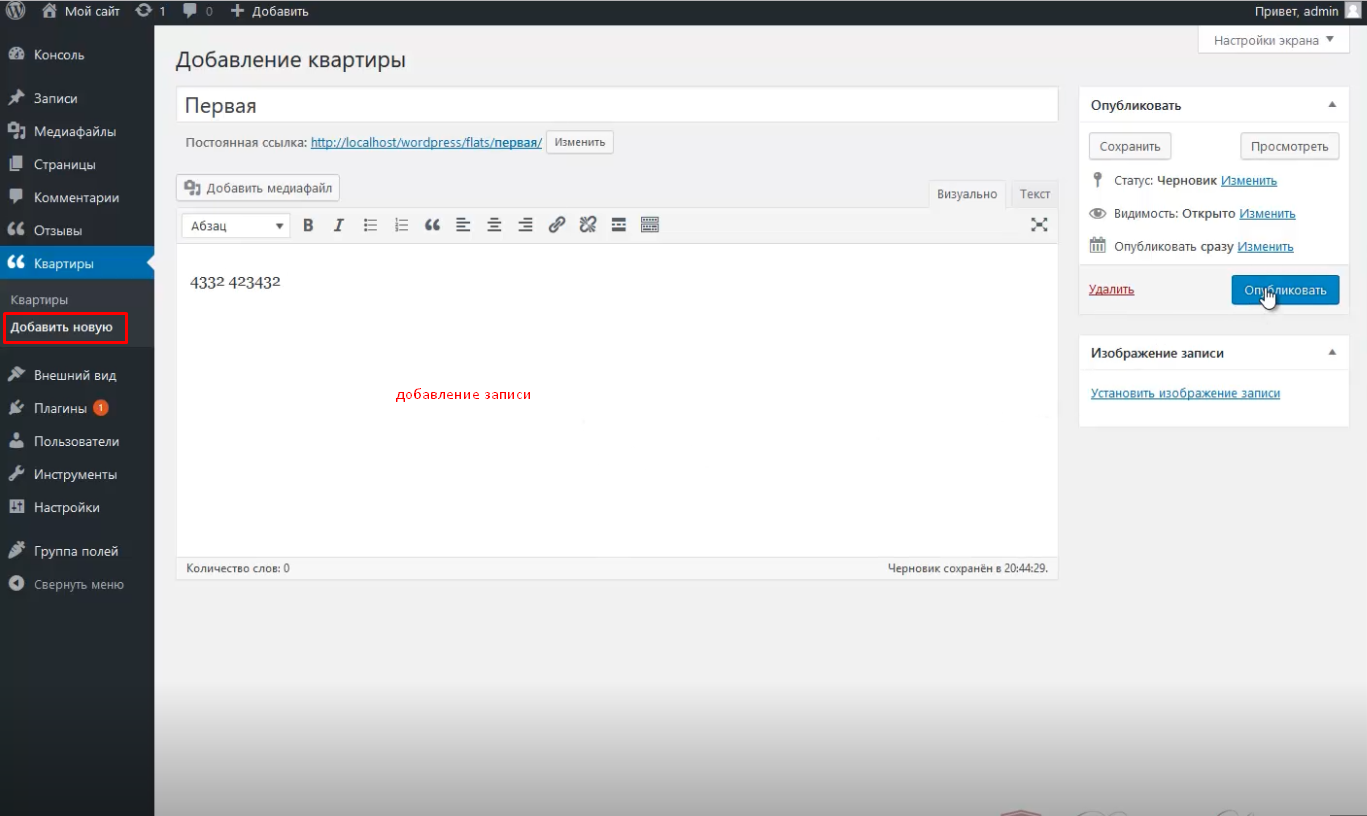 Мой сайт 1 0 Добавить Привет, admin
Настройки экрана
Консоль
Записи
Медиафайлы
Страницы
Комментарии
Отзывы
Квартиры
Квартиры
Добавить новую
Внешний вид
Плагины 1
Пользователи
Инструменты
Настройки
Группа полей
Свернуть меню
Добавление квартиры
Первая
Постоянная ссылка: http://localhost/wordpress/flats/первая/ Изменить
Добавить медиафайл
Визуально Текст
Абзац
4332 423432
добавление записи
Количество слов: 0 Черновик сохранён в 20:44:29.
Опубликовать
Сохранить Просмотреть
Статус: Черновик Изменить
Видимость: Открыто Изменить
Опубликовать сразу Изменить
Удалить Опубликовать
Изображение записи
Установить изображение записи